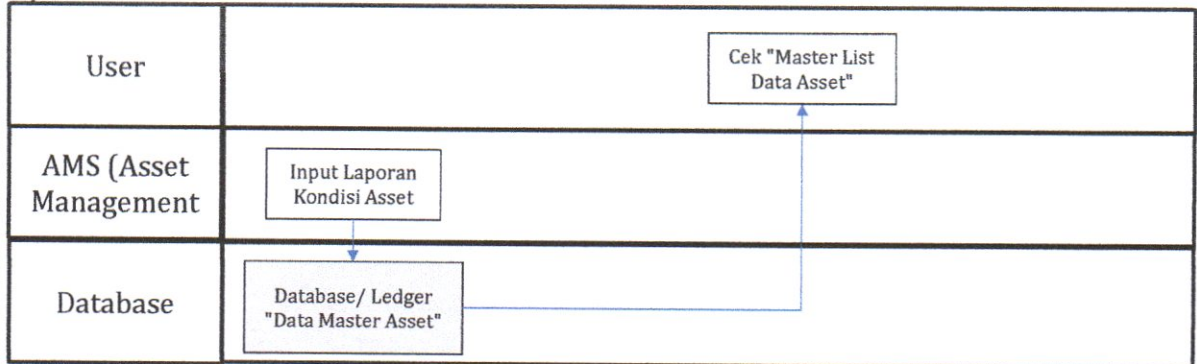 User
Cek "Master List
Data Asset"
AMS (Asset
Management
Input Laporan
Kondisi Asset
Database
Database/ Ledger
"Data Master Asset"